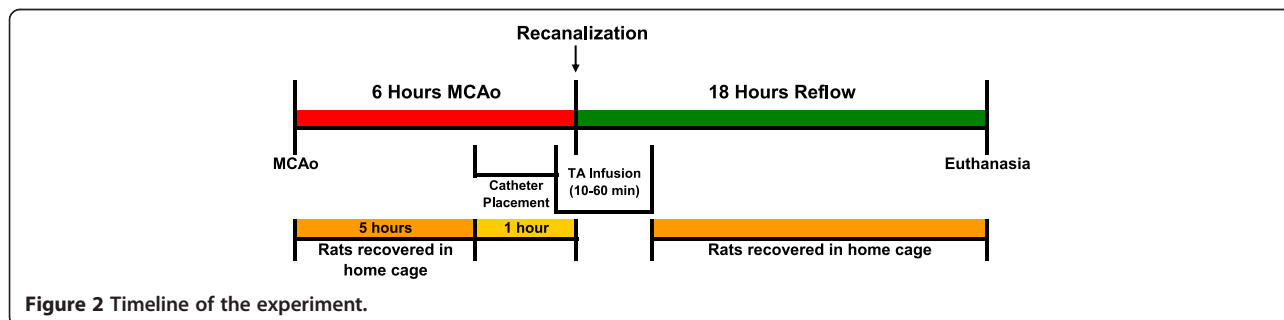 Recanalization
6 Hours MCAo
18 Hours Reflow
MCAo
Euthanasia
Catheter
Placement
TA Infusion
(10-60 min)
5 hours
1 hour
Rats recovered in
home cage
Rats recovered in home cage
Figure 2 Timeline of the experiment.